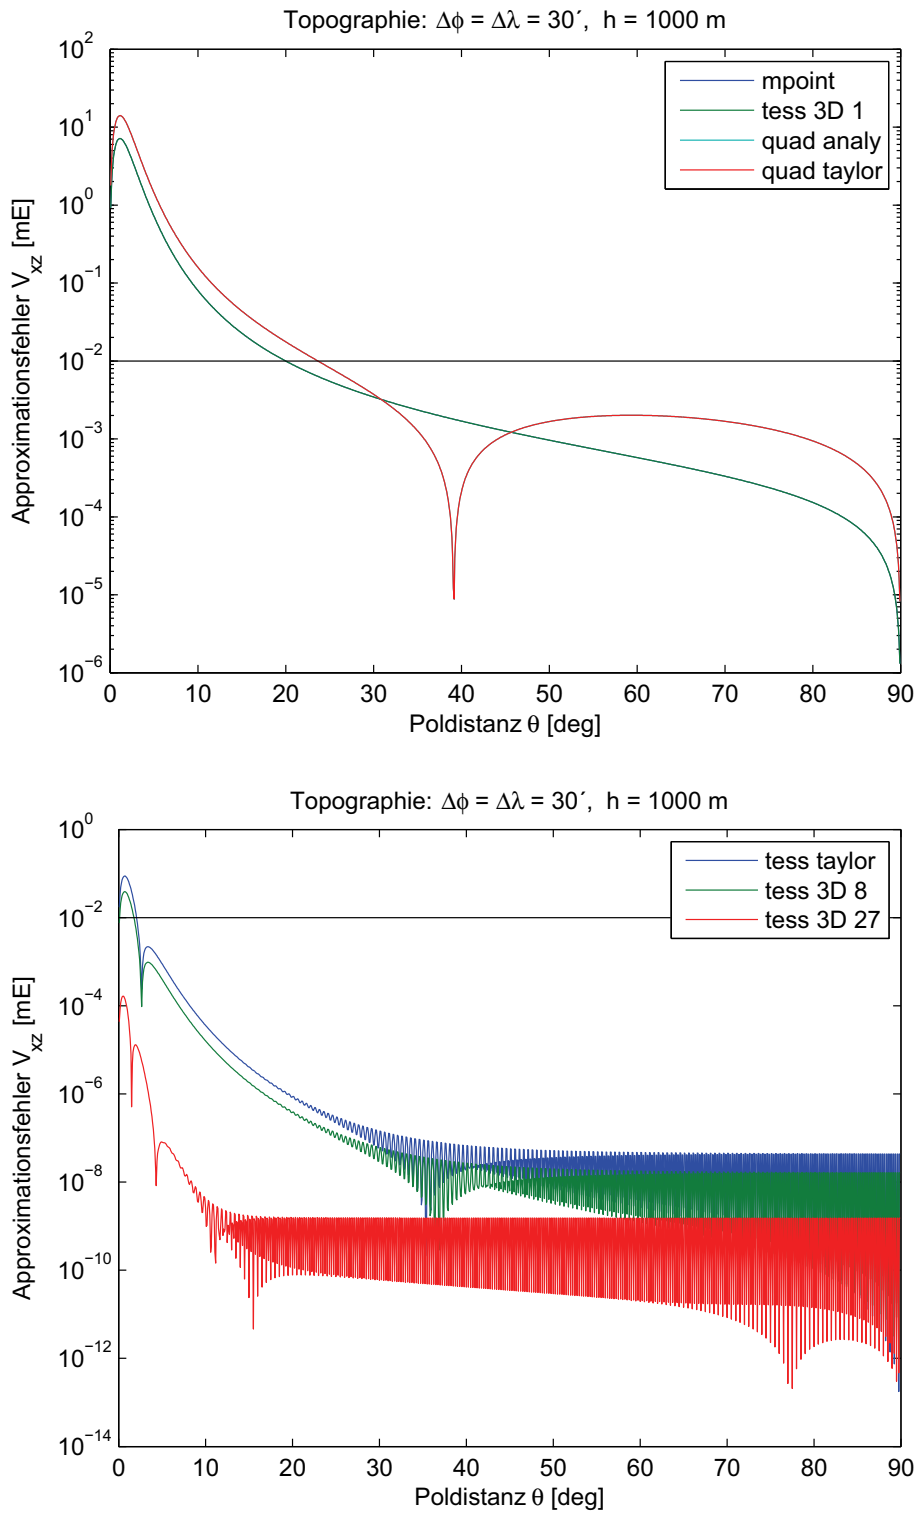 Topographie: Δϕ = Δλ = 30´, h = 1000 m
10^2
10^1
10^0
10^−1
10^−2
10^−3
10^−4
10^−5
10^−6
Approximationsfehler V_xz [mE]
mpoint
tess 3D 1
quad analy
quad taylor
0 10 20 30 40 50 60 70 80 90
Poldistanz θ [deg]
Topographie: Δϕ = Δλ = 30´, h = 1000 m
10^0
10^−2
10^−4
10^−6
10^−8
10^−10
10^−12
10^−14
Approximationsfehler V_xz [mE]
tess taylor
tess 3D 8
tess 3D 27
0 10 20 30 40 50 60 70 80 90
Poldistanz θ [deg]